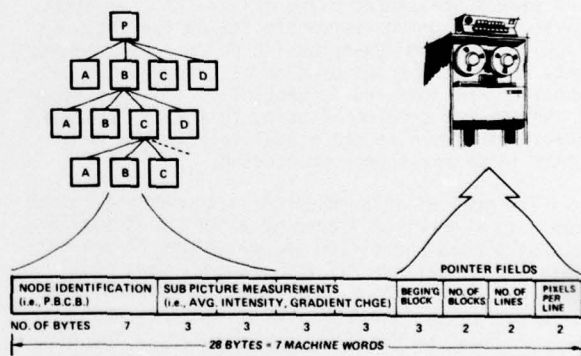 P
A B C D
A B C D
A B C
POINTER FIELDS
NODE IDENTIFICATION
(i.e., P.B.C.B.)
SUB PICTURE MEASUREMENTS
(i.e., AVG. INTENSITY, GRADIENT CHGE)
BEGIN'G
BLOCK
NO. OF
BLOCKS
NO. OF
LINES
PIXELS
PER
LINE
NO. OF BYTES 7 3 3 3 3 3 2 2 2
28 BYTES = 7 MACHINE WORDS